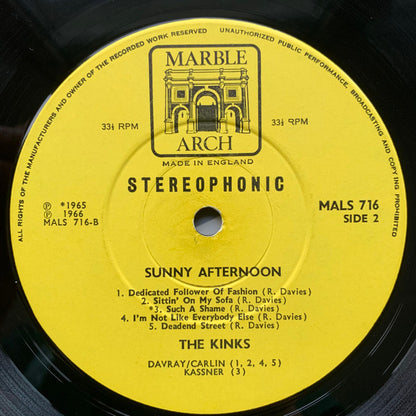 ALL RIGHTS OF THE MANUFACTURERS AND OWNER OF THE RECORDED WORK RESERVED
UNAUTHORIZED PUBLIC PERFORMANCE, BROADCASTING AND COPYING PROHIBITED
MARBLE
33⅓ RPM
33⅓ RPM
ARCH
MADE IN ENGLAND
STEREOPHONIC
Ⓟ *1965
Ⓟ 1966
MALS 716-B
MALS 716
SIDE 2
SUNNY AFTERNOON
1. Dedicated Follower Of Fashion (R. Davies)
2. Sittin' On My Sofa (R. Davies)
*3. Such A Shame (R. Davies)
4. I'm Not Like Everybody Else (R. Davies)
5. Deadend Street (R. Davies)
THE KINKS
DAVRAY/CARLIN (1, 2, 4, 5)
KASSNER (3)